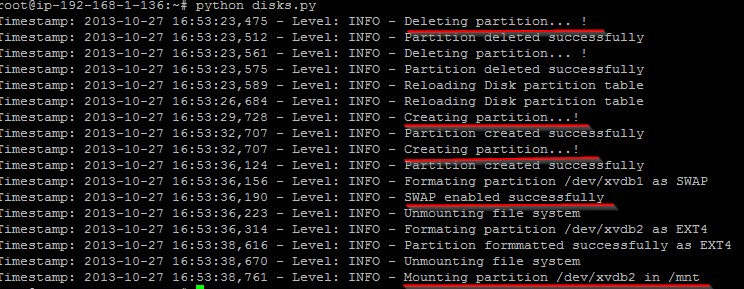 root@ip-192-168-1-136:~# python disks.py
Timestamp: 2013-10-27 16:53:23,475 - Level: INFO - Deleting partition... !
Timestamp: 2013-10-27 16:53:23,512 - Level: INFO - Partition deleted successfully
Timestamp: 2013-10-27 16:53:23,561 - Level: INFO - Deleting partition... !
Timestamp: 2013-10-27 16:53:23,575 - Level: INFO - Partition deleted successfully
Timestamp: 2013-10-27 16:53:23,589 - Level: INFO - Reloading Disk partition table
Timestamp: 2013-10-27 16:53:26,684 - Level: INFO - Reloading Disk partition table
Timestamp: 2013-10-27 16:53:29,728 - Level: INFO - Creating partition...!
Timestamp: 2013-10-27 16:53:32,707 - Level: INFO - Partition created successfully
Timestamp: 2013-10-27 16:53:32,707 - Level: INFO - Creating partition...!
Timestamp: 2013-10-27 16:53:36,124 - Level: INFO - Partition created successfully
Timestamp: 2013-10-27 16:53:36,156 - Level: INFO - Formating partition /dev/xvdb1 as SWAP
Timestamp: 2013-10-27 16:53:36,190 - Level: INFO - SWAP enabled successfully
Timestamp: 2013-10-27 16:53:36,223 - Level: INFO - Unmounting file system
Timestamp: 2013-10-27 16:53:36,314 - Level: INFO - Formating partition /dev/xvdb2 as EXT4
Timestamp: 2013-10-27 16:53:38,616 - Level: INFO - Partition formmatted successfully as EXT4
Timestamp: 2013-10-27 16:53:38,670 - Level: INFO - Unmounting file system
Timestamp: 2013-10-27 16:53:38,761 - Level: INFO - Mounting partition /dev/xvdb2 in /mnt